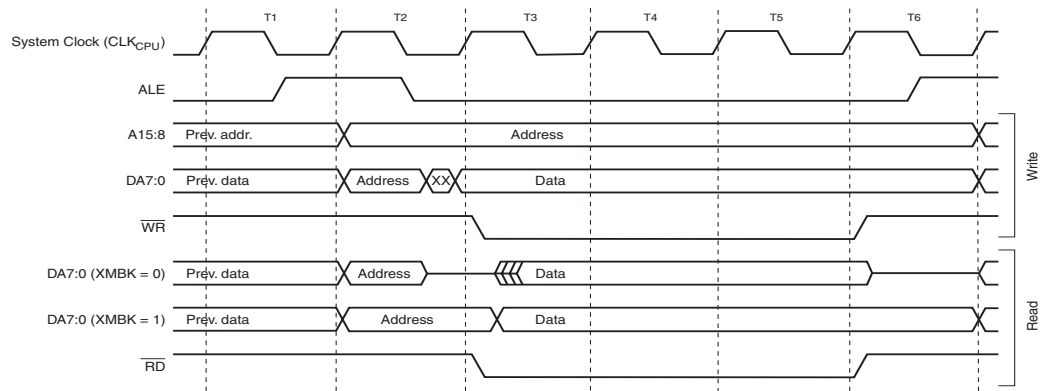 T1 T2 T3 T4 T5 T6
System Clock (CLKCPU)
ALE
A15:8 Prev. addr. Address
DA7:0 Prev. data Address XX Data
WR
Write
DA7:0 (XMBK = 0) Prev. data Address Data
DA7:0 (XMBK = 1) Prev. data Address Data
RD
Read